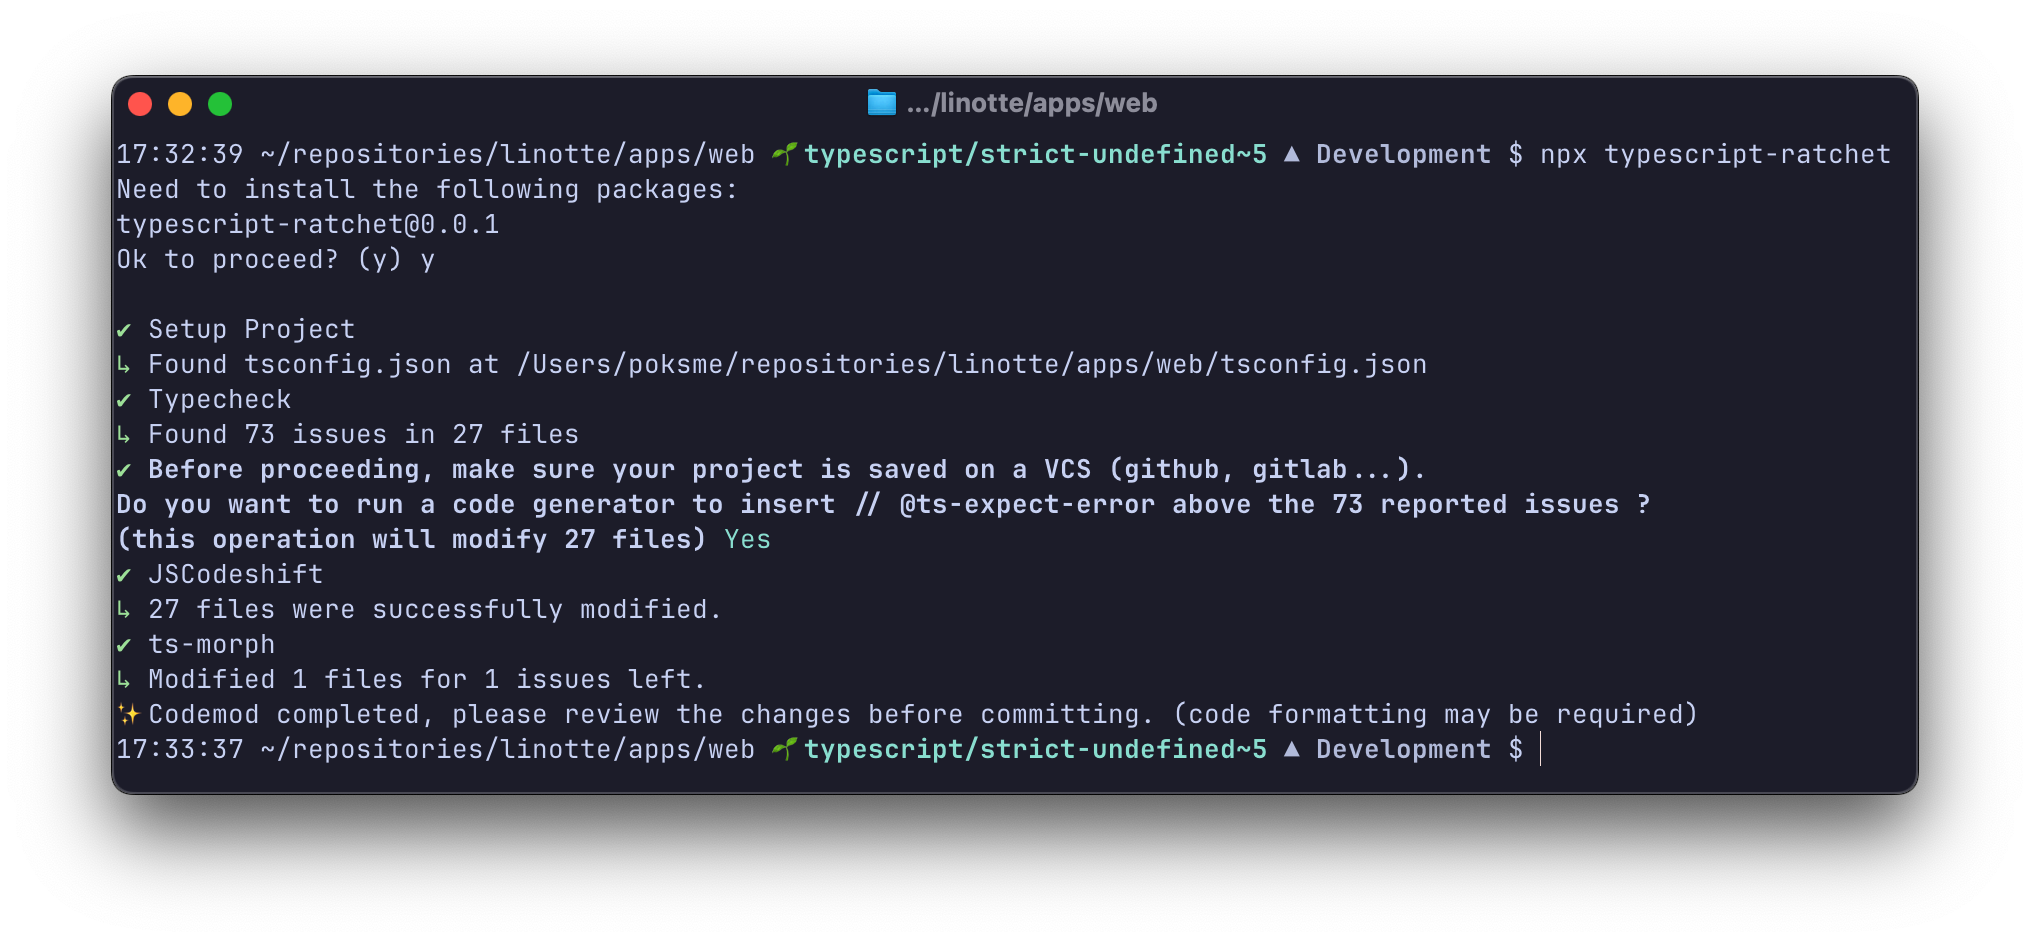 .../linotte/apps/web
17:32:39 ~/repositories/linotte/apps/web 🌱typescript/strict-undefined~5 ▲ Development $ npx typescript-ratchet
Need to install the following packages:
typescript-ratchet@0.0.1
Ok to proceed? (y) y
✔ Setup Project
↳ Found tsconfig.json at /Users/poksme/repositories/linotte/apps/web/tsconfig.json
✔ Typecheck
↳ Found 73 issues in 27 files
✔ Before proceeding, make sure your project is saved on a VCS (github, gitlab...).
Do you want to run a code generator to insert // @ts-expect-error above the 73 reported issues ?
(this operation will modify 27 files) Yes
✔ JSCodeshift
↳ 27 files were successfully modified.
✔ ts-morph
↳ Modified 1 files for 1 issues left.
✨Codemod completed, please review the changes before committing. (code formatting may be required)
17:33:37 ~/repositories/linotte/apps/web 🌱typescript/strict-undefined~5 ▲ Development $